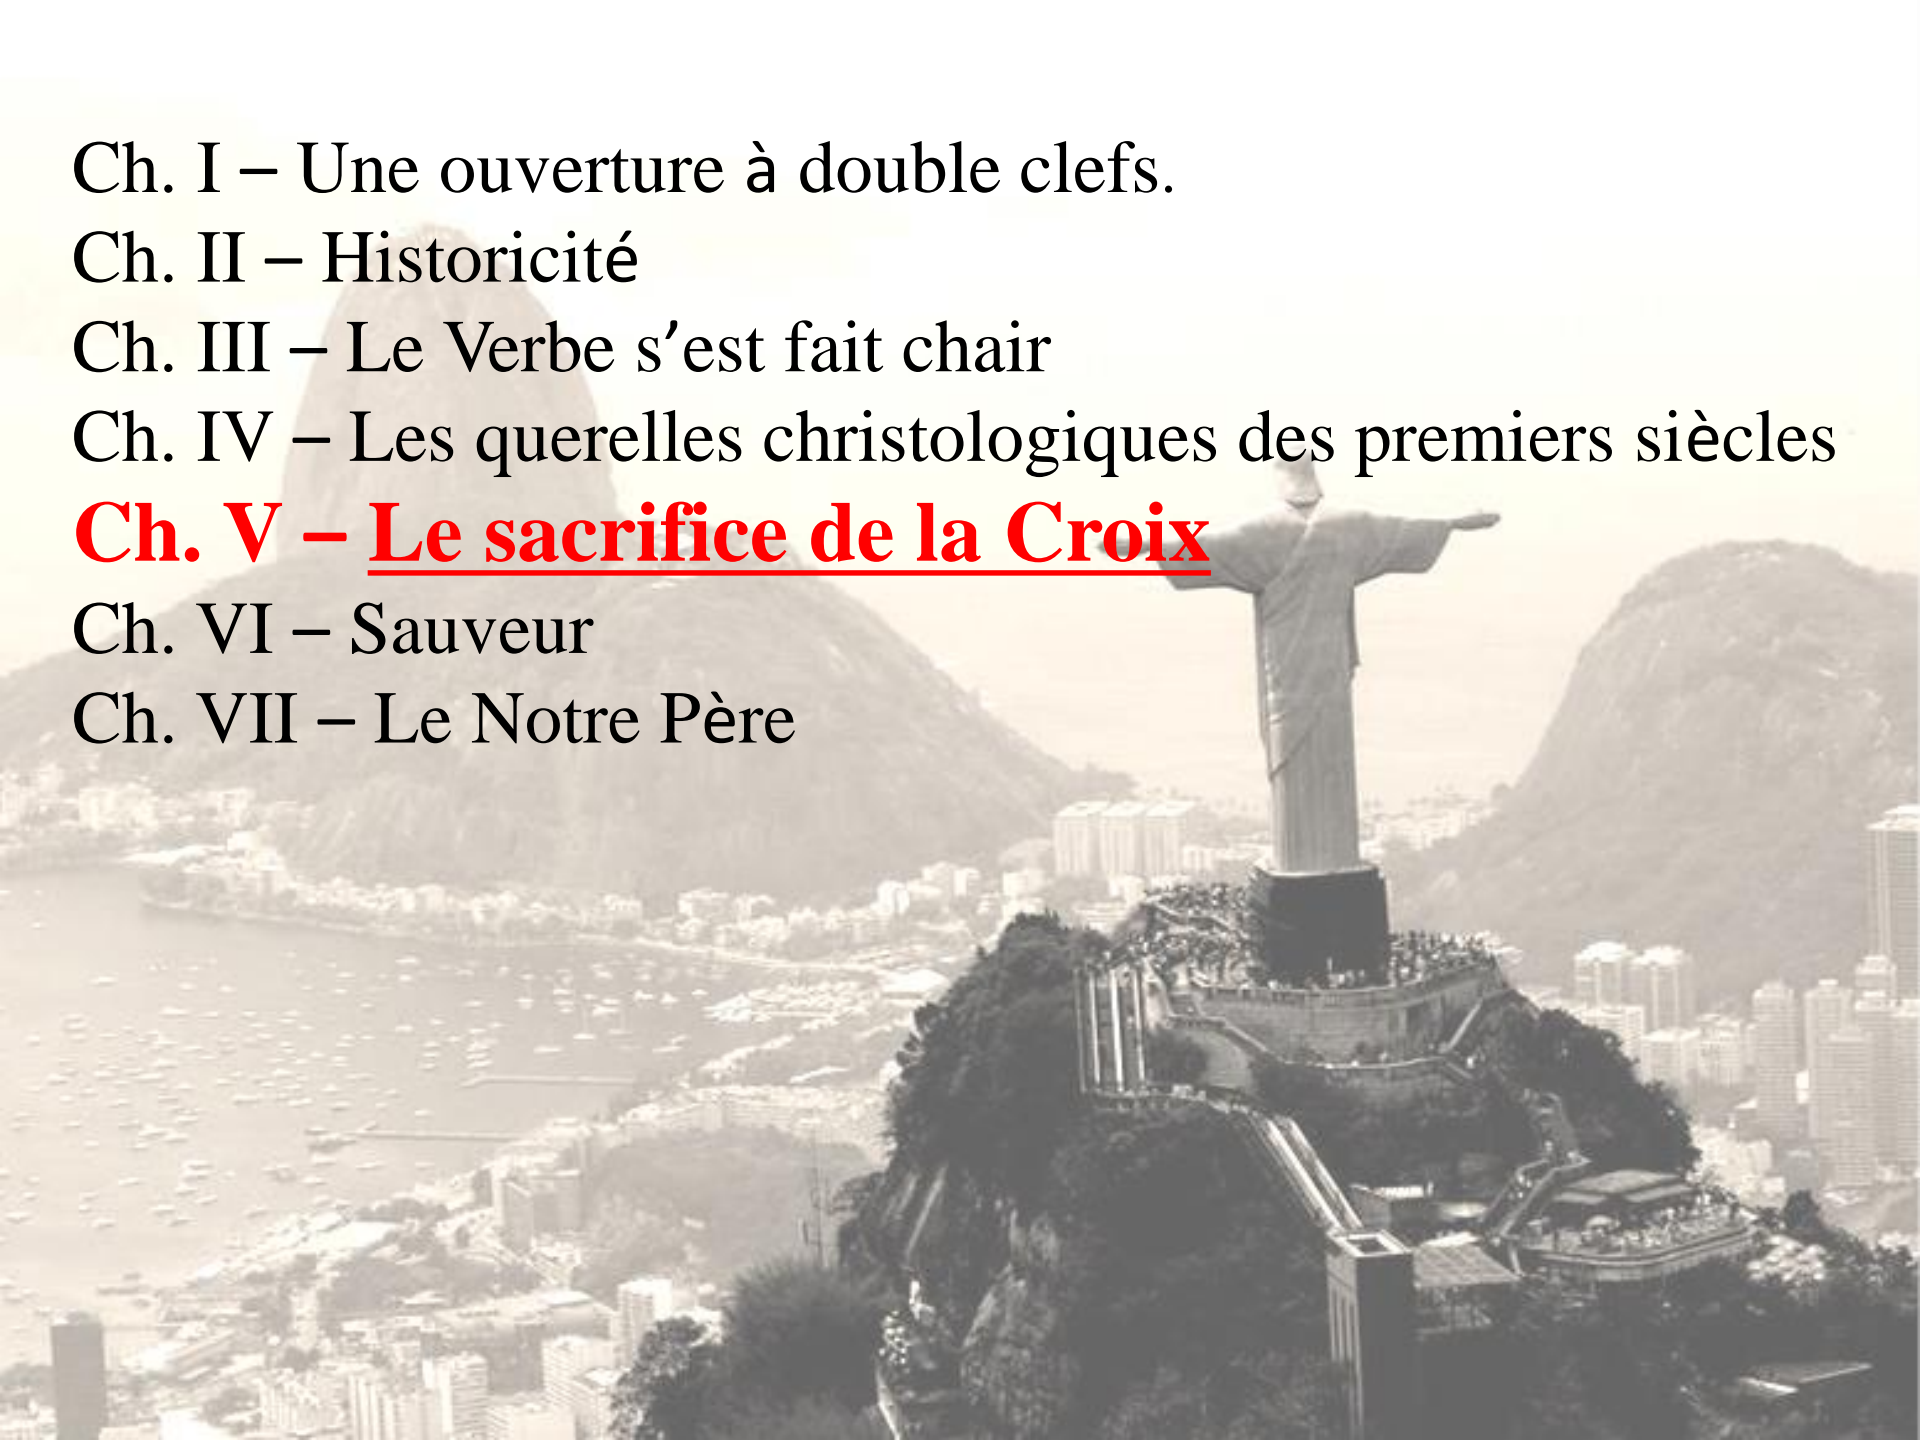 Ch. I – Une ouverture à double clefs.
Ch. II – Historicité
Ch. III – Le Verbe s’est fait chair
Ch. IV – Les querelles christologiques des premiers siècles
Ch. V – Le sacrifice de la Croix
Ch. VI – Sauveur
Ch. VII – Le Notre Père